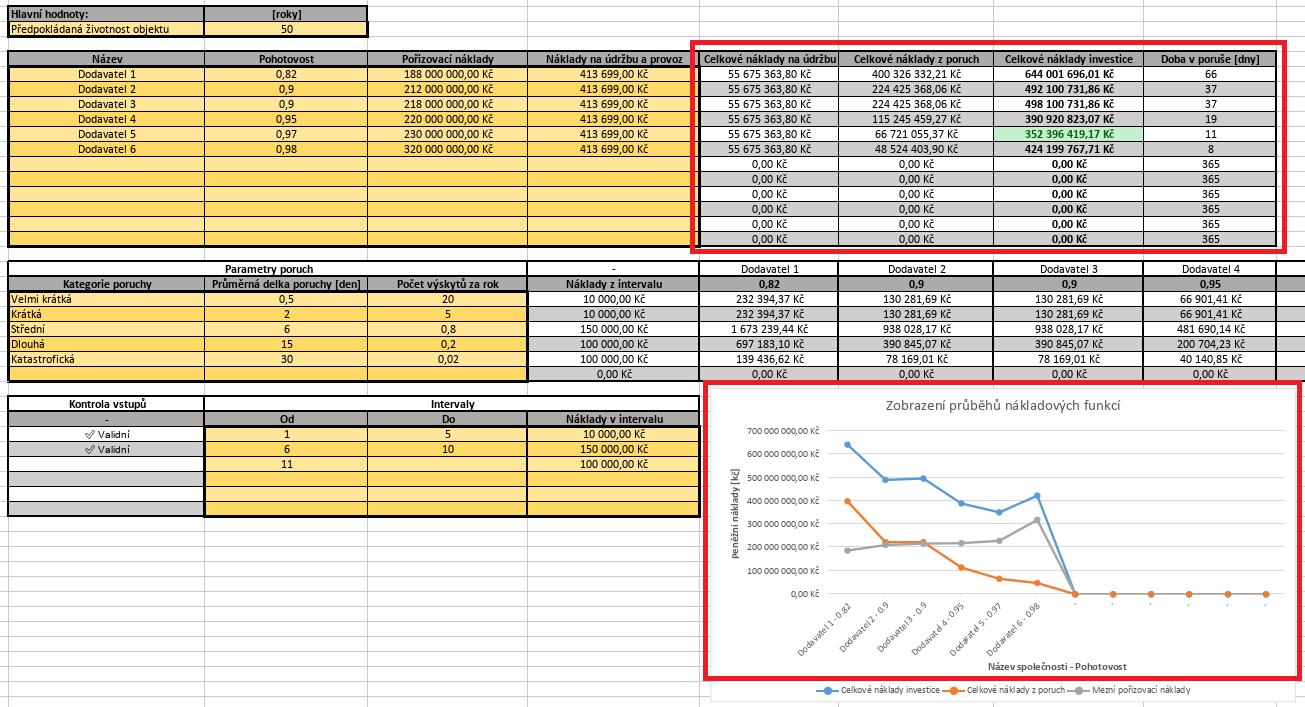 Hlavní hodnoty: [roky]
Předpokládaná životnost objektu 50
Název Pohotovost Pořizovací náklady Náklady na údržbu a provoz Celkové náklady na údržbu Celkové náklady z poruch Celkové náklady investice Doba v poruše [dny]
Dodavatel 1 0,82 188 000 000,00 Kč 413 699,00 Kč 55 675 363,80 Kč 400 326 332,21 Kč 644 001 696,01 Kč 66
Dodavatel 2 0,9 212 000 000,00 Kč 413 699,00 Kč 55 675 363,80 Kč 224 425 368,06 Kč 492 100 731,86 Kč 37
Dodavatel 3 0,9 218 000 000,00 Kč 413 699,00 Kč 55 675 363,80 Kč 224 425 368,06 Kč 498 100 731,86 Kč 37
Dodavatel 4 0,95 220 000 000,00 Kč 413 699,00 Kč 55 675 363,80 Kč 115 245 459,27 Kč 390 920 823,07 Kč 19
Dodavatel 5 0,97 230 000 000,00 Kč 413 699,00 Kč 55 675 363,80 Kč 66 721 055,37 Kč 352 396 419,17 Kč 11
Dodavatel 6 0,98 320 000 000,00 Kč 413 699,00 Kč 55 675 363,80 Kč 48 524 403,90 Kč 424 199 767,71 Kč 8
0,00 Kč 0,00 Kč 0,00 Kč 365
0,00 Kč 0,00 Kč 0,00 Kč 365
0,00 Kč 0,00 Kč 0,00 Kč 365
0,00 Kč 0,00 Kč 0,00 Kč 365
0,00 Kč 0,00 Kč 0,00 Kč 365
0,00 Kč 0,00 Kč 0,00 Kč 365
Parametry poruch - Dodavatel 1 Dodavatel 2 Dodavatel 3 Dodavatel 4
Kategorie poruchy Průměrná delka poruchy [den] Počet výskytů za rok Náklady z intervalu 0,82 0,9 0,9 0,95
Velmi krátká 0,5 20 10 000,00 Kč 232 394,37 Kč 130 281,69 Kč 130 281,69 Kč 66 901,41 Kč
Krátká 2 5 10 000,00 Kč 232 394,37 Kč 130 281,69 Kč 130 281,69 Kč 66 901,41 Kč
Střední 6 0,8 150 000,00 Kč 1 673 239,44 Kč 938 028,17 Kč 938 028,17 Kč 481 690,14 Kč
Dlouhá 15 0,2 100 000,00 Kč 697 183,10 Kč 390 845,07 Kč 390 845,07 Kč 200 704,23 Kč
Katastrofická 30 0,02 100 000,00 Kč 139 436,62 Kč 78 169,01 Kč 78 169,01 Kč 40 140,85 Kč
0,00 Kč 0,00 Kč 0,00 Kč 0,00 Kč 0,00 Kč
Kontrola vstupů Intervaly
- Od Do Náklady v intervalu
✅ Validní 1 5 10 000,00 Kč
✅ Validní 6 10 150 000,00 Kč
11 100 000,00 Kč
Zobrazení průběhů nákladových funkcí
Peněžní náklady [kč]
700 000 000,00 Kč
600 000 000,00 Kč
500 000 000,00 Kč
400 000 000,00 Kč
300 000 000,00 Kč
200 000 000,00 Kč
100 000 000,00 Kč
0,00 Kč
Dodavatel 1 - 0.82
Dodavatel 2 - 0.9
Dodavatel 3 - 0.9
Dodavatel 4 - 0.95
Dodavatel 5 - 0.97
Dodavatel 6 - 0.98
- - - - - -
Název společnosti - Pohotovost
Celkové náklady investice Celkové náklady z poruch Mezní pořizovací náklady